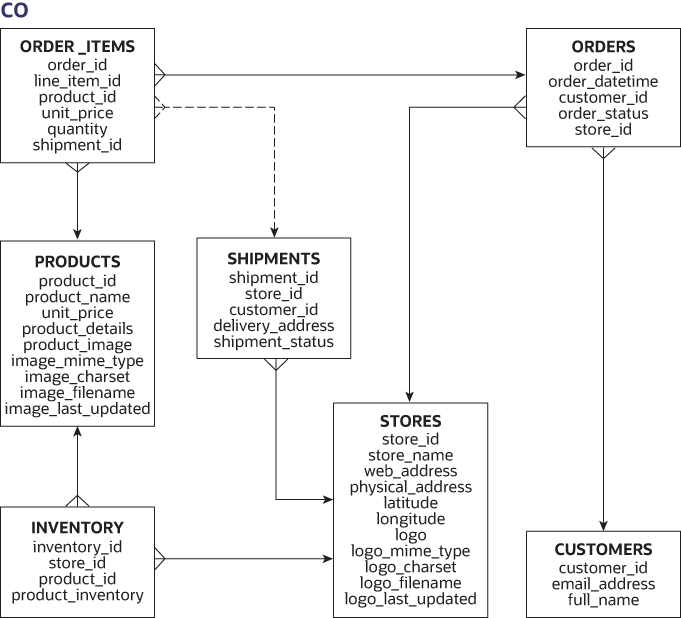 CO
ORDER _ITEMS
order_id
line_item_id
product_id
unit_price
quantity
shipment_id
ORDERS
order_id
order_datetime
customer_id
order_status
store_id
PRODUCTS
product_id
product_name
unit_price
product_details
product_image
image_mime_type
image_charset
image_filename
image_last_updated
SHIPMENTS
shipment_id
store_id
customer_id
delivery_address
shipment_status
STORES
store_id
store_name
web_address
physical_address
latitude
longitude
logo
logo_mime_type
logo_charset
logo_filename
logo_last_updated
INVENTORY
inventory_id
store_id
product_id
product_inventory
CUSTOMERS
customer_id
email_address
full_name